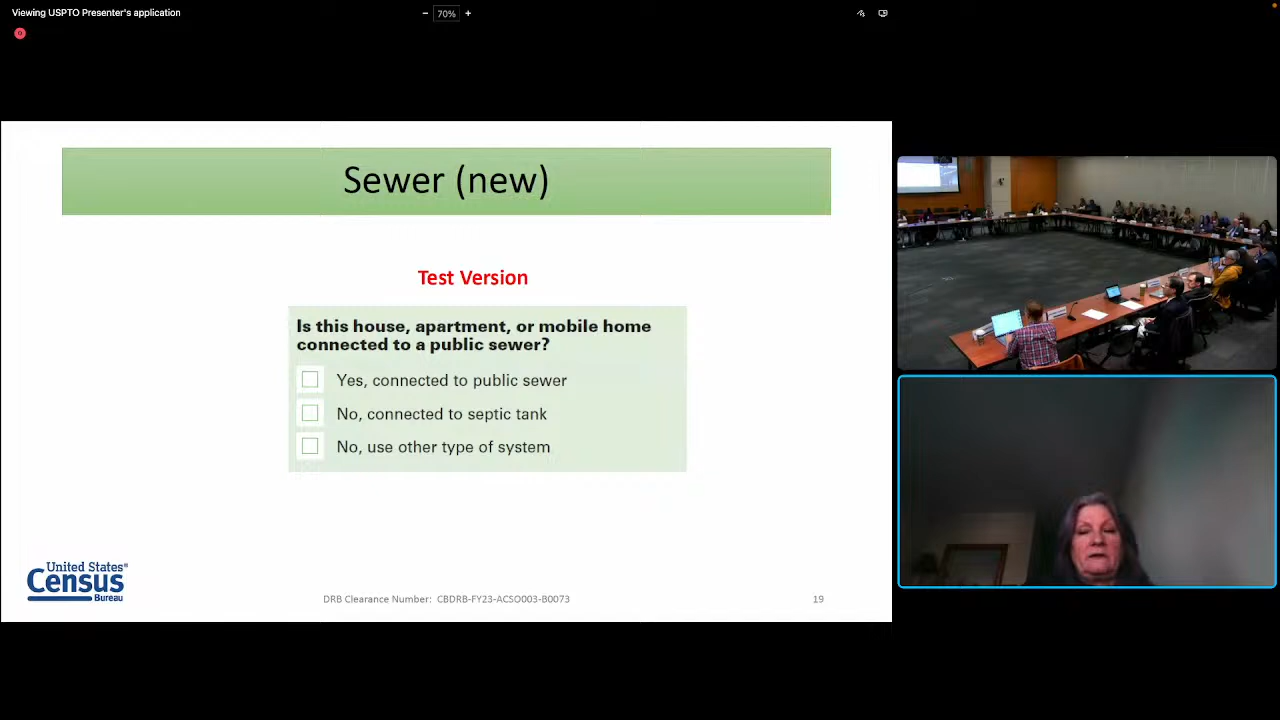 Viewing USPTO Presenter's application
− 70% +
Sewer (new)
Test Version
Is this house, apartment, or mobile home
connected to a public sewer?
Yes, connected to public sewer
No, connected to septic tank
No, use other type of system
United States®
Census
Bureau
DRB Clearance Number: CBDRB-FY23-ACSO003-B0073
19